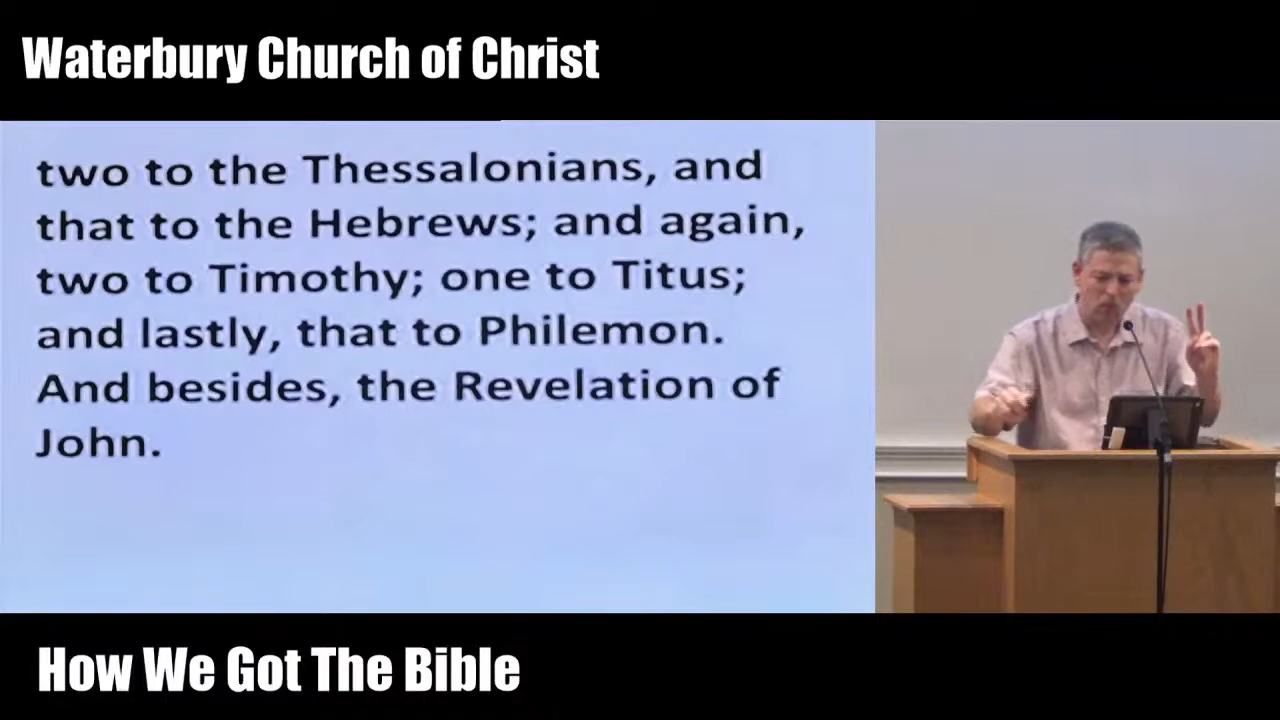 Waterbury Church of Christ
two to the Thessalonians, and
that to the Hebrews; and again,
two to Timothy; one to Titus;
and lastly, that to Philemon.
And besides, the Revelation of
John.
How We Got The Bible